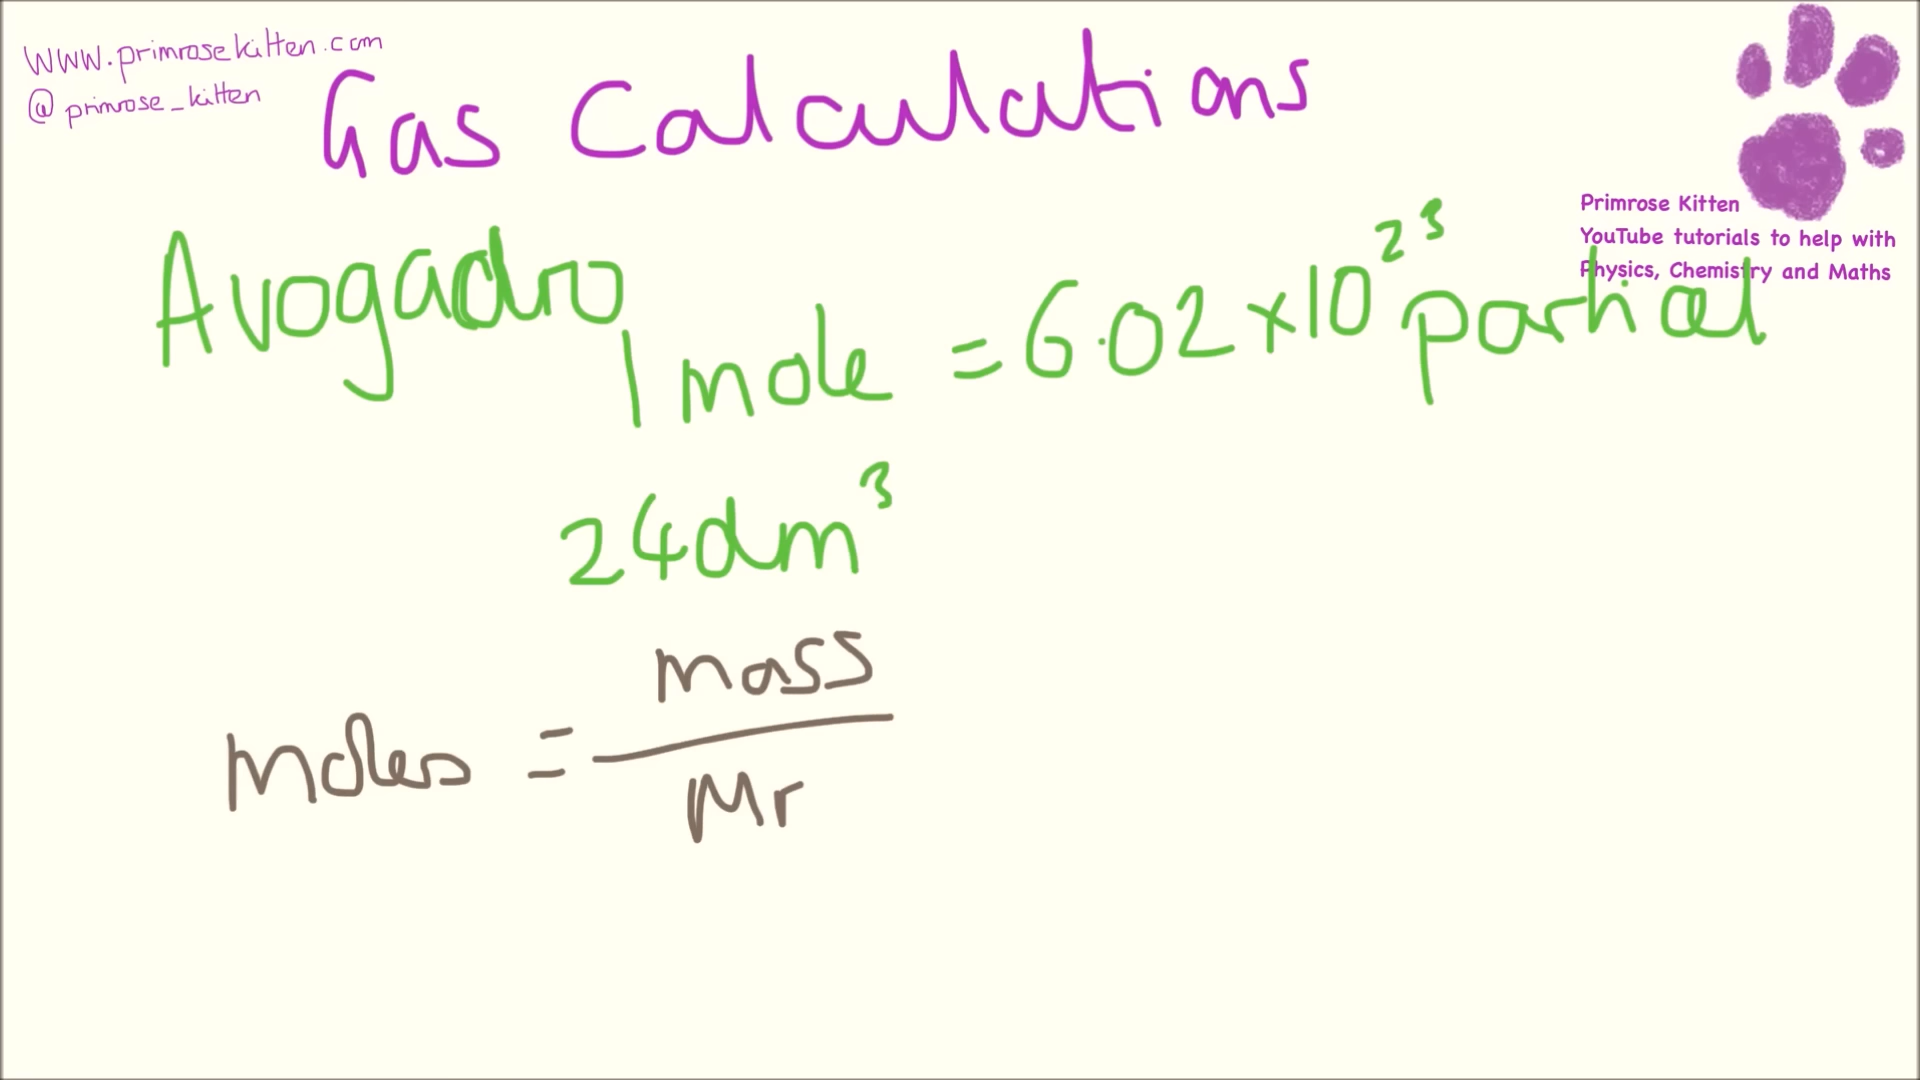 www.primrosekitten.com
@primrose_kitten
Gas Calculations
Primrose Kitten
YouTube tutorials to help with
Physics, Chemistry and Maths
Avogadro
1 mole = 6.02 x 10²³
24dm³
moles = mass
Mr